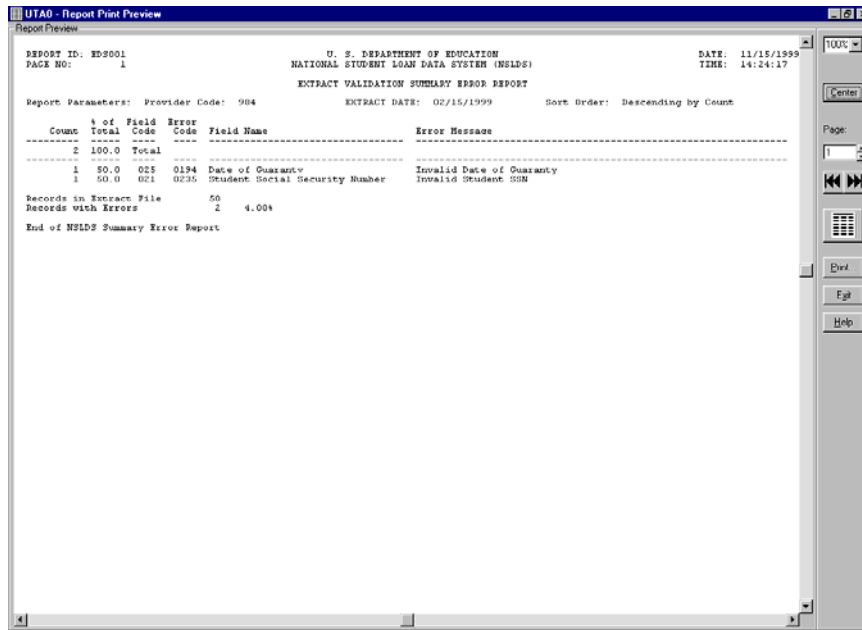 UTA0 - Report Print Preview
Report Preview
REPORT ID: EDS001 U. S. DEPARTMENT OF EDUCATION DATE: 11/15/1999
PAGE NO: 1 NATIONAL STUDENT LOAN DATA SYSTEM (NSLDS) TIME: 14:24:17
EXTRACT VALIDATION SUMMARY ERROR REPORT
Report Parameters: Provider Code: 984 EXTRACT DATE: 02/15/1999 Sort Order: Descending by Count
% of Field Error
Count Total Code Code Field Name Error Message
2 100.0 Total
1 50.0 025 0194 Date of Guaranty Invalid Date of Guaranty
1 50.0 021 0235 Student Social Security Number Invalid Student SSN
Records in Extract File 50
Records with Errors 2 4.00%
End of NSLDS Summary Error Report
100%
Center
Page:
1
Print
Exit
Help